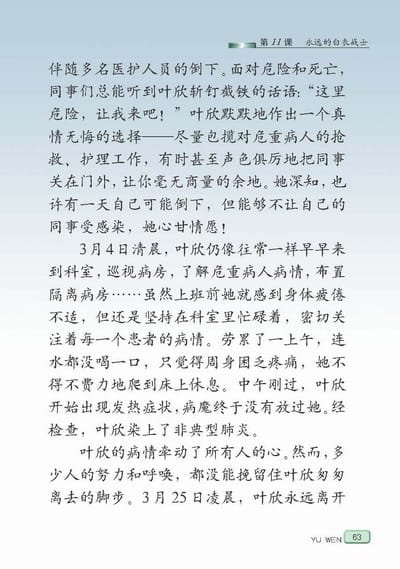 第11课 永远的白衣战士
伴随多名医护人员的倒下。面对危险和死亡，
同事们总能听到叶欣斩钉截铁的话语：“这里
危险，让我来吧！”叶欣默默地作出一个真
情无悔的选择——尽量包揽对危重病人的抢
救、护理工作，有时甚至声色俱厉地把同事
关在门外，让你毫无商量的余地。她深知，也
许有一天自己可能倒下，但能够不让自己的
同事受感染，她心甘情愿！
3月4日清晨，叶欣仍像往常一样早早来
到科室，巡视病房，了解危重病人病情，布置
隔离病房……虽然上班前她就感到身体疲倦
不适，但还是坚持在科室里忙碌着，密切关
注着每一个患者的病情。劳累了一上午，连
水都没喝一口，只觉得周身困乏疼痛，她不
得不费力地爬到床上休息。中午刚过，叶欣
开始出现发热症状，病魔终于没有放过她。经
检查，叶欣染上了非典型肺炎。
叶欣的病情牵动了所有人的心。然而，多
少人的努力和呼唤，都没能挽留住叶欣匆匆
离去的脚步。3月25日凌晨，叶欣永远离开
YU WEN 63